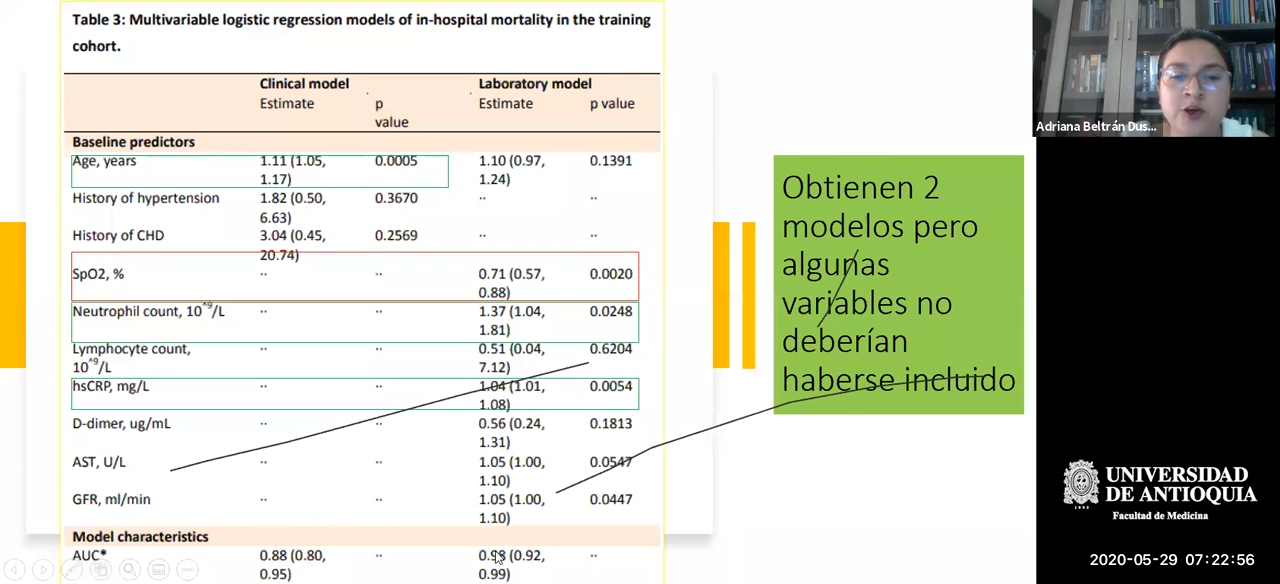 Table 3: Multivariable logistic regression models of in-hospital mortality in the training
cohort.
Clinical model Laboratory model
Estimate p Estimate p value
value
Baseline predictors
Age, years 1.11 (1.05, 0.0005 1.10 (0.97, 0.1391
1.17) 1.24)
History of hypertension 1.82 (0.50, 0.3670 .. ..
6.63)
History of CHD 3.04 (0.45, 0.2569 .. ..
20.74)
SpO2, % .. .. 0.71 (0.57, 0.0020
0.88)
Neutrophil count, 10^9/L .. .. 1.37 (1.04, 0.0248
1.81)
Lymphocyte count, .. .. 0.51 (0.04, 0.6204
10^9/L 7.12)
hsCRP, mg/L .. .. 1.04 (1.01, 0.0054
1.08)
D-dimer, ug/mL .. .. 0.56 (0.24, 0.1813
1.31)
AST, U/L .. .. 1.05 (1.00, 0.0547
1.10)
GFR, ml/min .. .. 1.05 (1.00, 0.0447
1.10)
Model characteristics
AUC* 0.88 (0.80, .. (0.92, ..
0.95) 0.99)
Obtienen 2
modelos pero
algunas
variables no
deberían
haberse incluido
Adriana Beltrán Dus...
UNIVERSIDAD
DE ANTIOQUIA
1803
Facultad de Medicina
2020-05-29 07:22:56